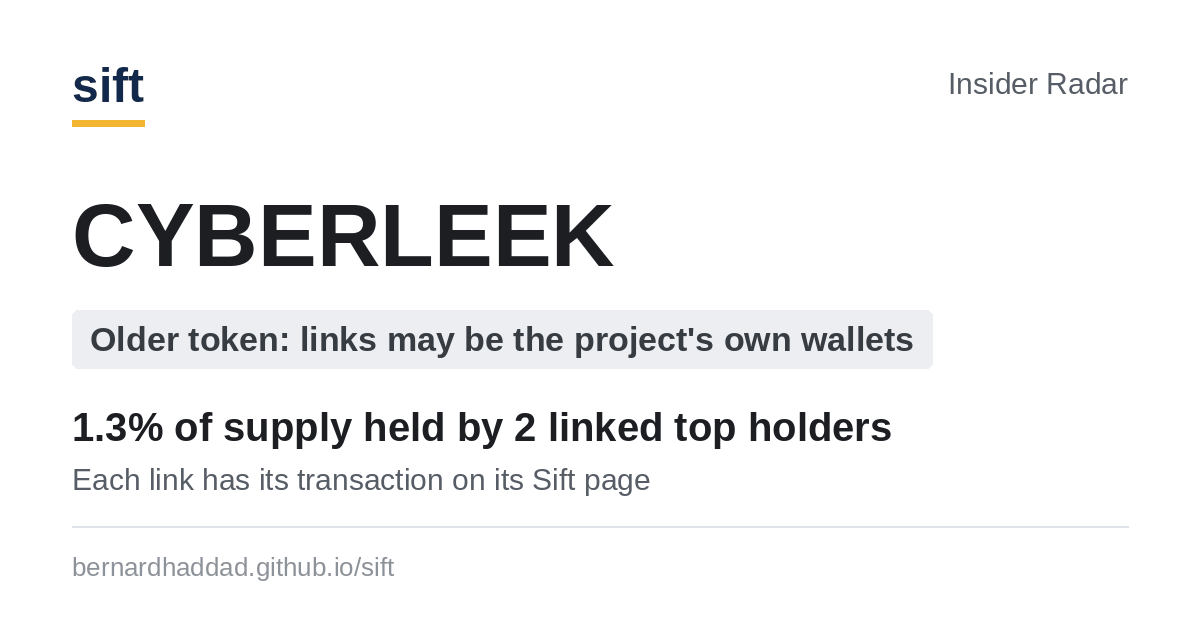 sift
Insider Radar
CYBERLEEK
Older token: links may be the project's own wallets
1.3% of supply held by 2 linked top holders
Each link has its transaction on its Sift page
bernardhaddad.github.io/sift